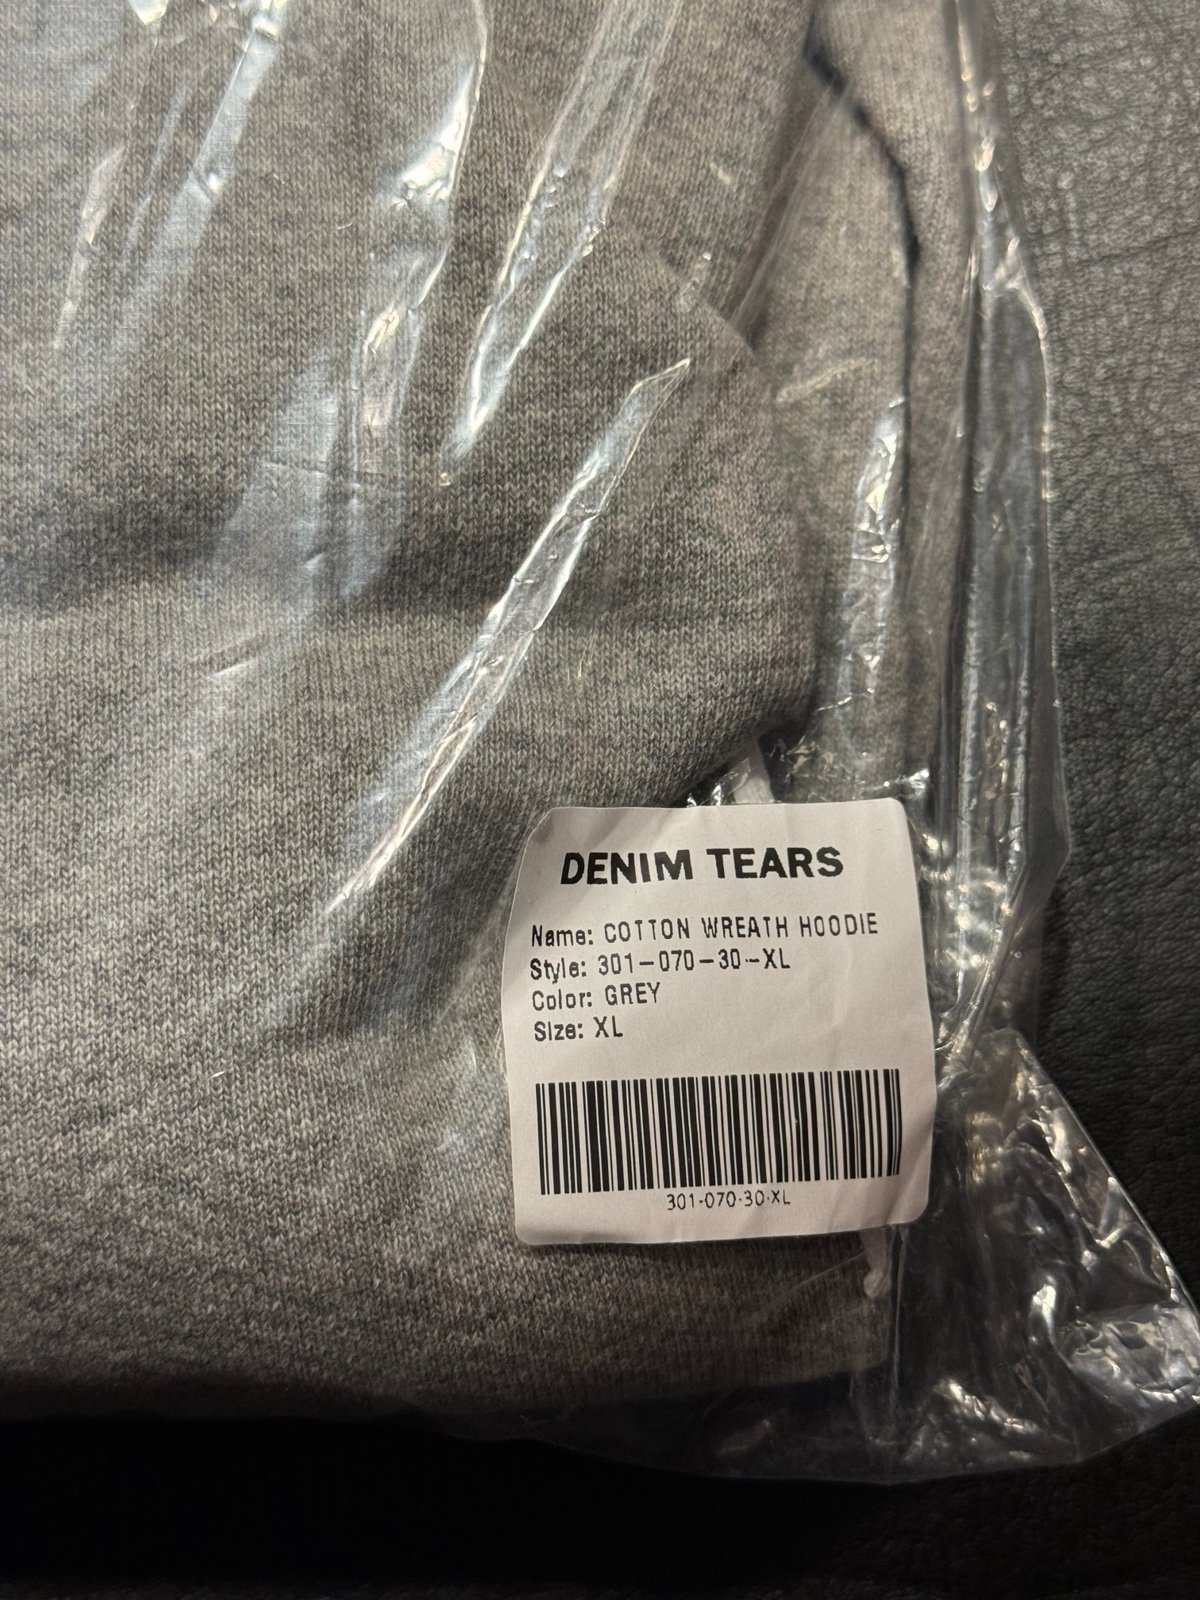 DENIM TEARS
Name: COTTON WREATH HOODIE
Style: 301-070-30--XL
Color: GREY
Size: XL
301-070-30-XL